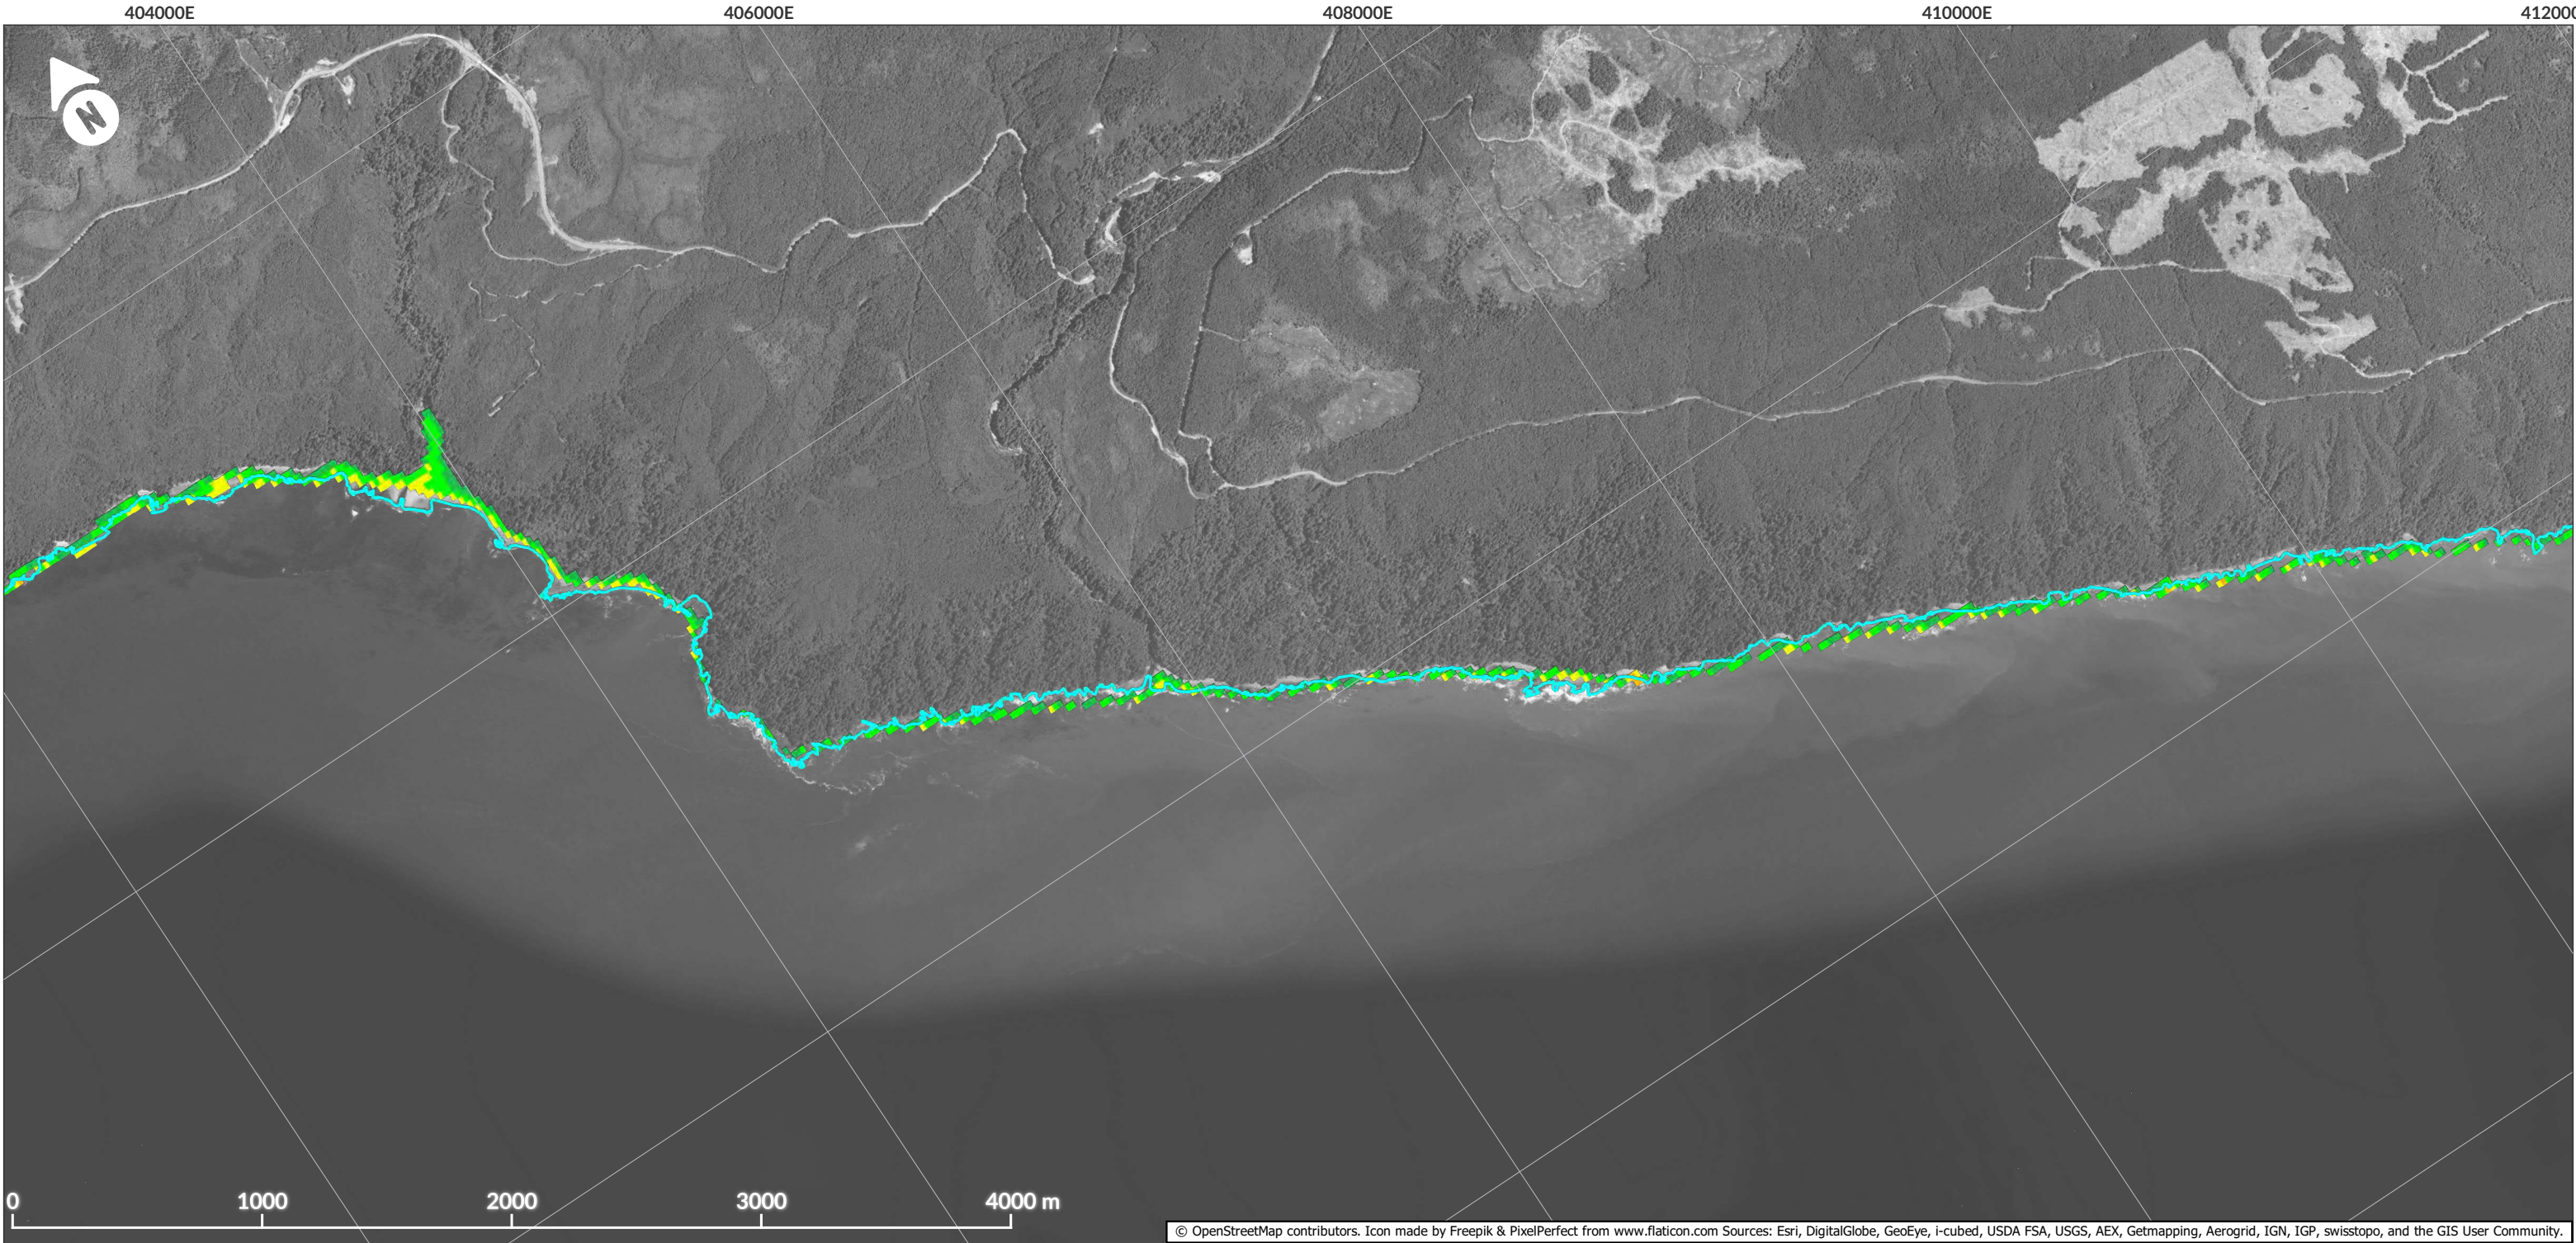 404000E 406000E 408000E 410000E 412000
N
0 1000 2000 3000 4000 m
© OpenStreetMap contributors. Icon made by Freepik & PixelPerfect from www.flaticon.com Sources: Esri, DigitalGlobe, GeoEye, i-cubed, USDA FSA, USGS, AEX, Getmapping, Aerogrid, IGN, IGP, swisstopo, and the GIS User Community.